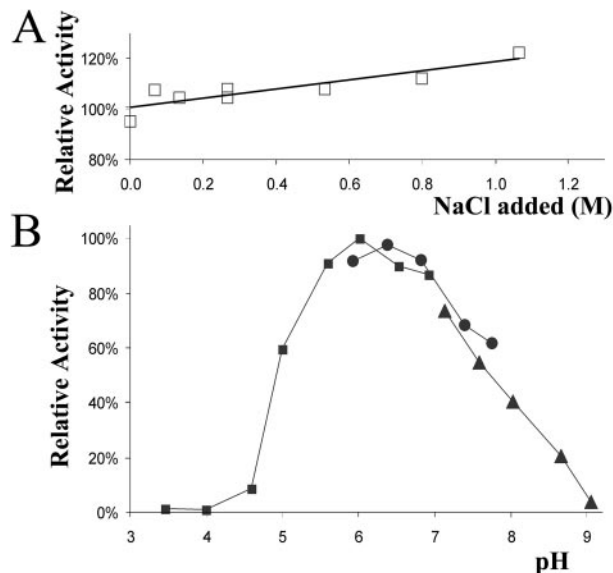 A
Relative Activity
120%
100%
80%
0.0 0.2 0.4 0.6 0.8 1.0 1.2
NaCl added (M)
B
Relative Activity
100%
80%
60%
40%
20%
0%
3 4 5 6 7 8 9
pH